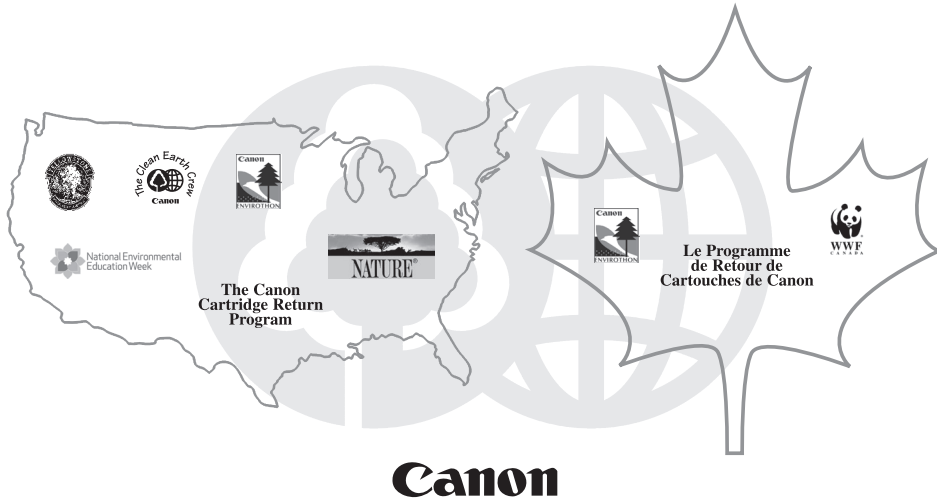 The Clean Earth Crew
Canon
Canon
ENVIROTHON
National Environmental
Education Week
NATURE®
The Canon
Cartridge Return
Program
Canon
ENVIROTHON
Le Programme
de Retour de
Cartouches de Canon
WWF
CANADA
Canon